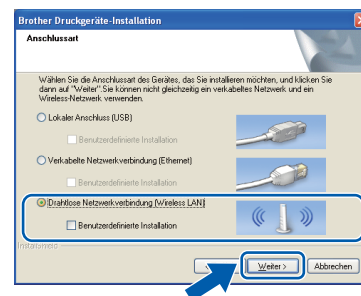 Brother Druckgeräte-Installation
Anschlussart
Wählen Sie die Anschlussart des Gerätes, das Sie installieren möchten, und klicken Sie
dann auf "Weiter".Sie können nicht gleichzeitig ein verkabeltes Netzwerk und ein
Wireless-Netzwerk verwenden.
Lokaler Anschluss (USB)
Benutzerdefinierte Installation
Verkabelte Netzwerkverbindung (Ethernet)
Benutzerdefinierte Installation
Drahtlose Netzwerkverbindung (Wireless LAN)
Benutzerdefinierte Installation
InstallShield
< Weiter > Abbrechen